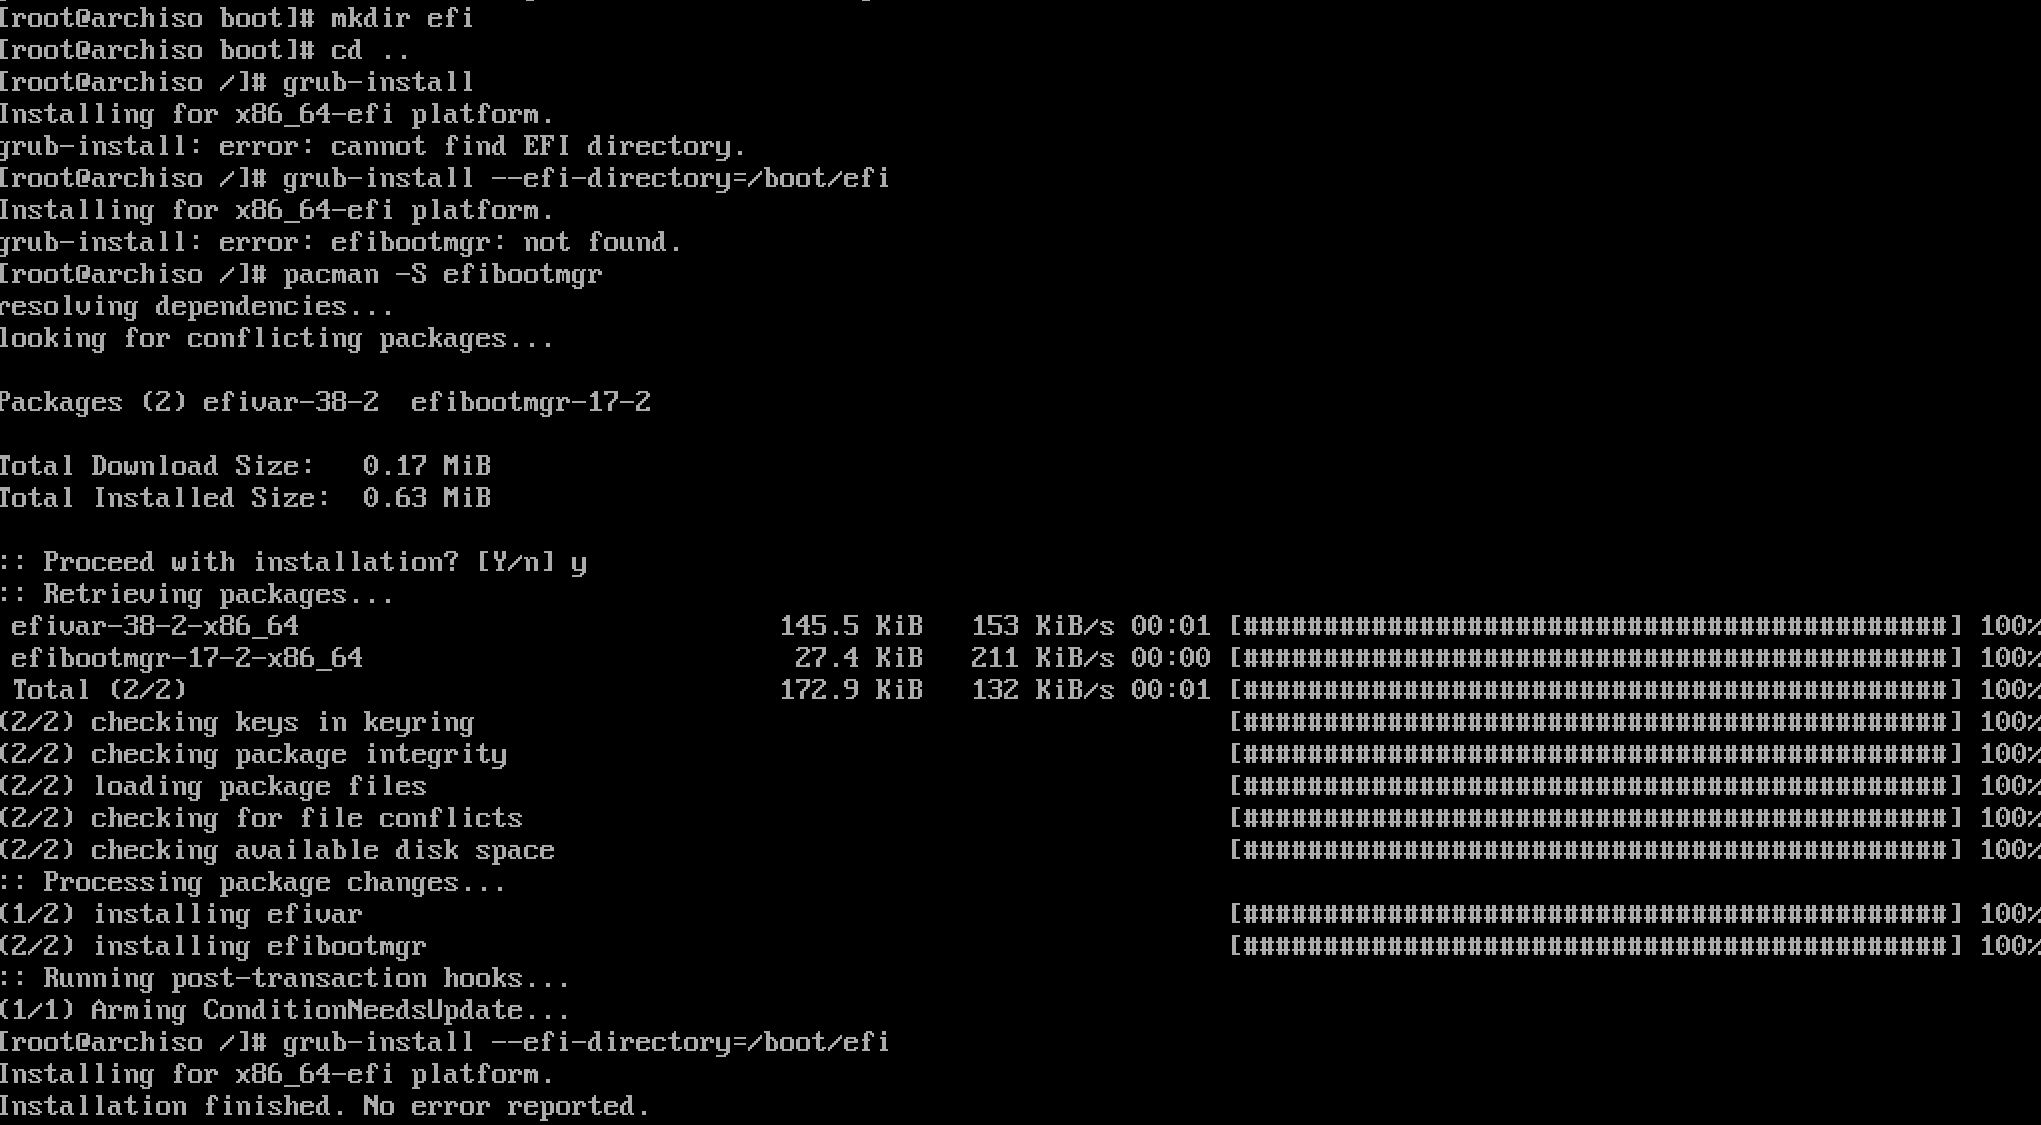 [root@archiso boot]# mkdir efi
[root@archiso boot]# cd ..
[root@archiso /]# grub-install
Installing for x86_64-efi platform.
grub-install: error: cannot find EFI directory.
[root@archiso /]# grub-install --efi-directory=/boot/efi
Installing for x86_64-efi platform.
grub-install: error: efibootmgr: not found.
[root@archiso /]# pacman -S efibootmgr
resolving dependencies...
looking for conflicting packages...
Packages (2) efivar-38-2  efibootmgr-17-2
Total Download Size:   0.17 MiB
Total Installed Size:  0.63 MiB
:: Proceed with installation? [Y/n] y
:: Retrieving packages...
efivar-38-2-x86_64 145.5 KiB 153 KiB/s 00:01 [############################################] 100%
efibootmgr-17-2-x86_64 27.4 KiB 211 KiB/s 00:00 [############################################] 100%
Total (2/2) 172.9 KiB 132 KiB/s 00:01 [############################################] 100%
(2/2) checking keys in keyring [############################################] 100%
(2/2) checking package integrity [############################################] 100%
(2/2) loading package files [############################################] 100%
(2/2) checking for file conflicts [############################################] 100%
(2/2) checking available disk space [############################################] 100%
:: Processing package changes...
(1/2) installing efivar [############################################] 100%
(2/2) installing efibootmgr [############################################] 100%
:: Running post-transaction hooks...
(1/1) Arming ConditionNeedsUpdate...
[root@archiso /]# grub-install --efi-directory=/boot/efi
Installing for x86_64-efi platform.
Installation finished. No error reported.